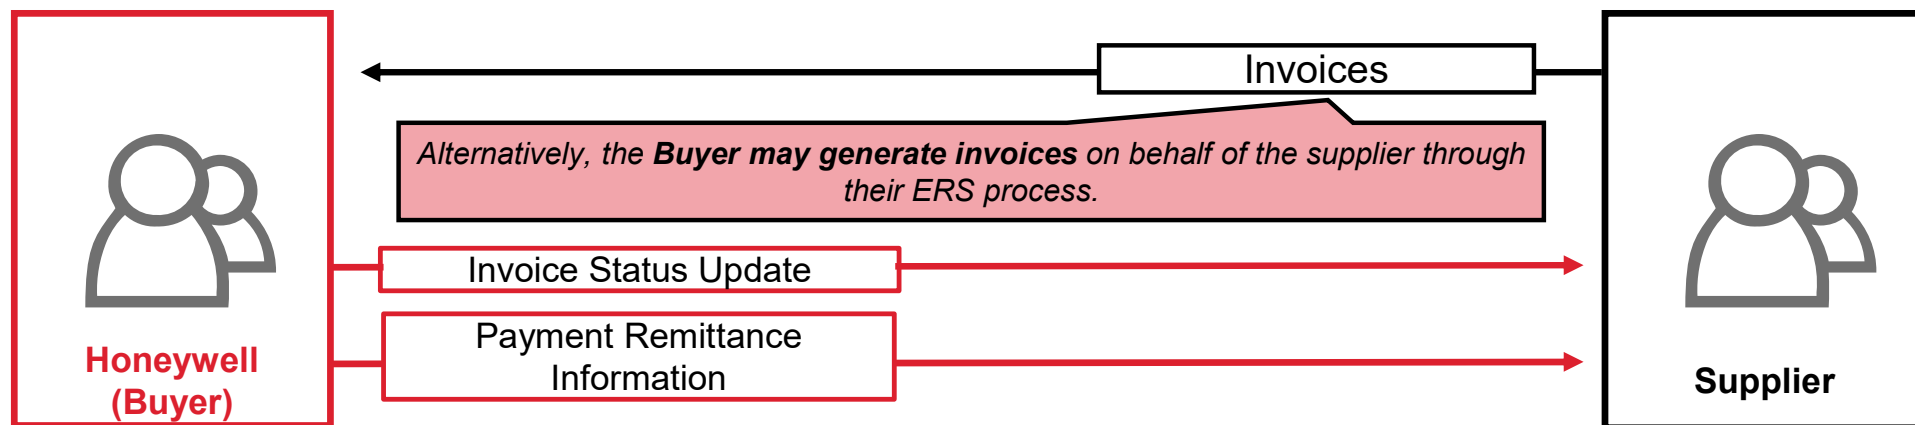 Invoices
Alternatively, the Buyer may generate invoices on behalf of the supplier through
their ERS process.
Invoice Status Update
Payment Remittance
Information
Honeywell
(Buyer)
Supplier